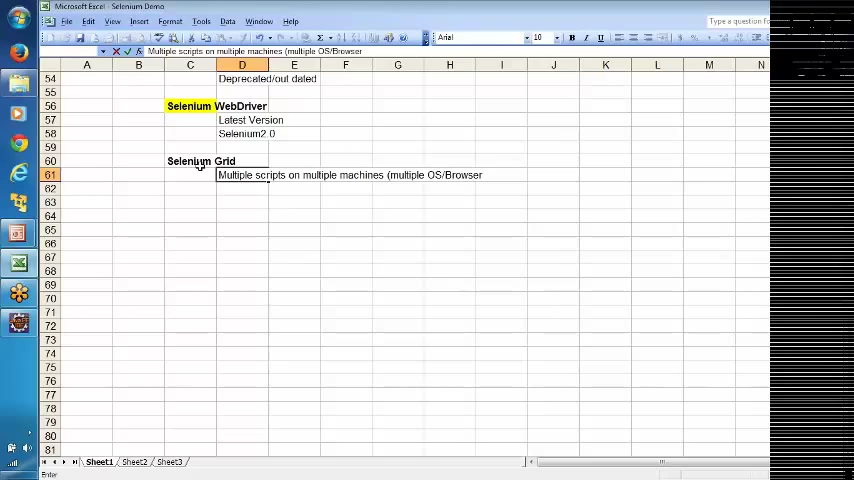 Microsoft Excel - Selenium Demo
File Edit View Insert Format Tools Data Window Help
Type a question f
Arial 10 B I U
Multiple scripts on multiple machines (multiple OS/Browser
A B C D E F G H I J K L M N
54 Deprecated/out dated
55
56 Selenium WebDriver
57 Latest Version
58 Selenium2.0
59
60 Selenium Grid
61 Multiple scripts on multiple machines (multiple OS/Browser
62
63
64
65
66
67
68
69
70
71
72
73
74
75
76
77
78
79
80
81
Sheet1 Sheet2 Sheet3
Enter